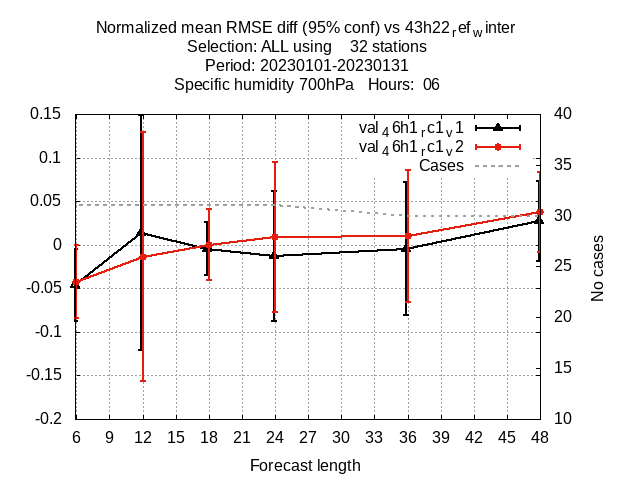 Normalized mean RMSE diff (95% conf) vs 43h22refwinter
Selection: ALL using    32 stations
Period: 20230101-20230131
Specific humidity 700hPa   Hours:  06
0.15
0.1
0.05
0
-0.05
-0.1
-0.15
-0.2
val46h1rc1v1
val46h1rc1v2
Cases
40
35
30
25
20
15
10
No cases
6 9 12 15 18 21 24 27 30 33 36 39 42 45 48
Forecast length